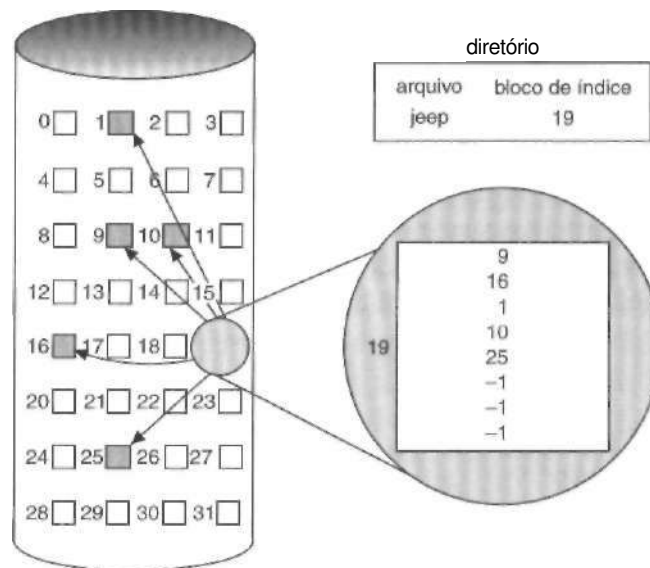 diretório
arquivo bloco de índice
jeep 19
0 1 2 3
4 5 6 7
8 9 10 11
12 13 14 15
16 17 18
20 21 22 23
24 25 26 27
28 29 30 31
19
9
16
1
10
25
–1
–1
–1